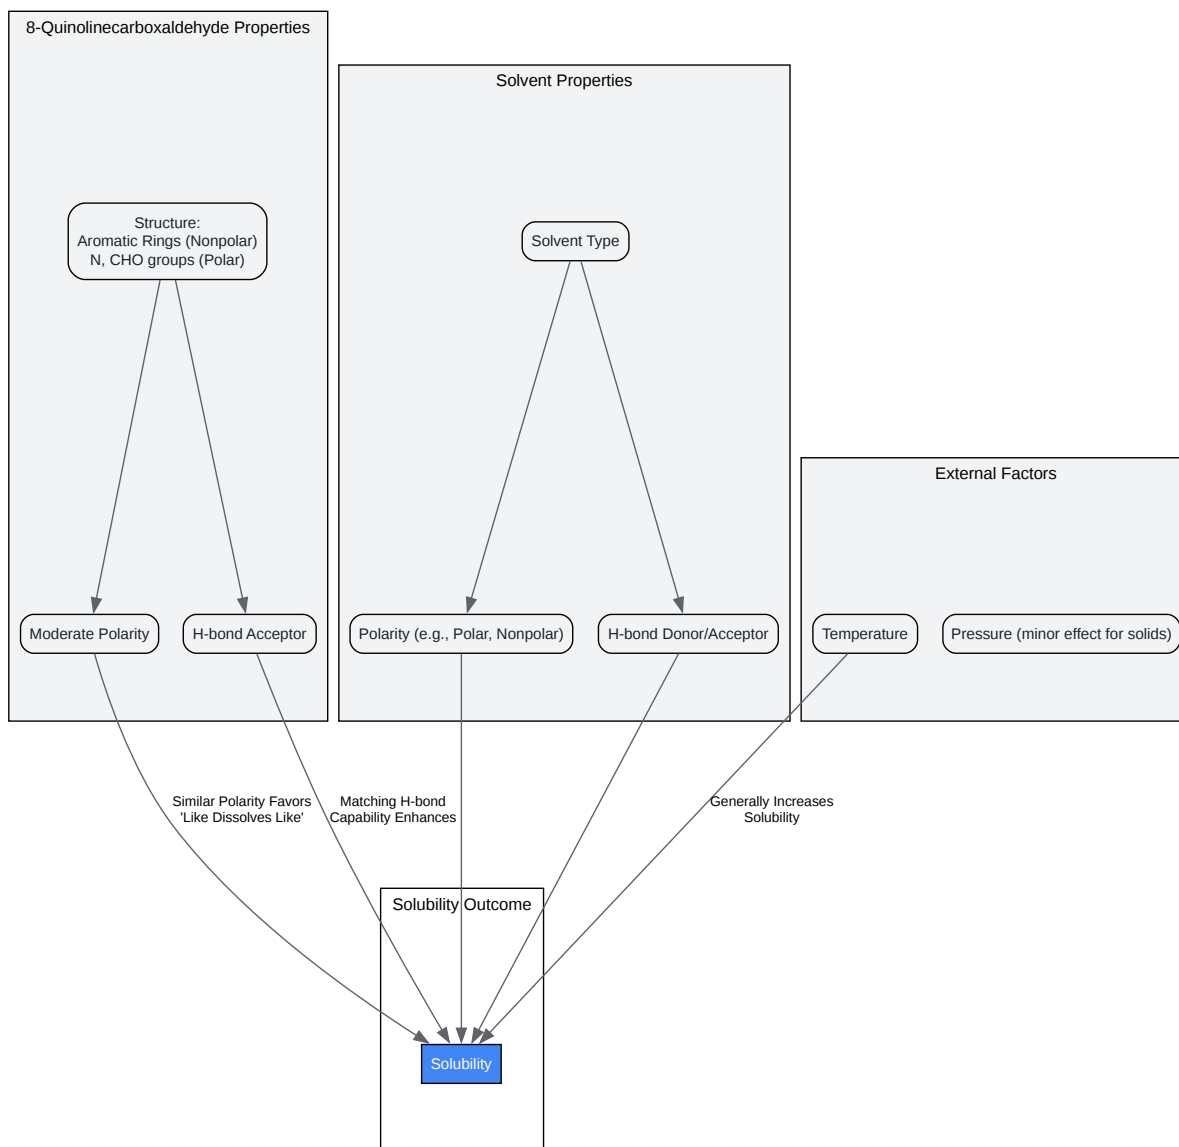 8-Quinolinecarboxaldehyde Properties
Solvent Properties
Structure:
Aromatic Rings (Nonpolar)
N, CHO groups (Polar)
Solvent Type
External Factors
Moderate Polarity
H-bond Acceptor
Polarity (e.g., Polar, Nonpolar)
H-bond Donor/Acceptor
Temperature
Pressure (minor effect for solids)
Similar Polarity Favors
'Like Dissolves Like'
Matching H-bond
Capability Enhances
Generally Increases
Solubility
Solubility Outcome
Solubility